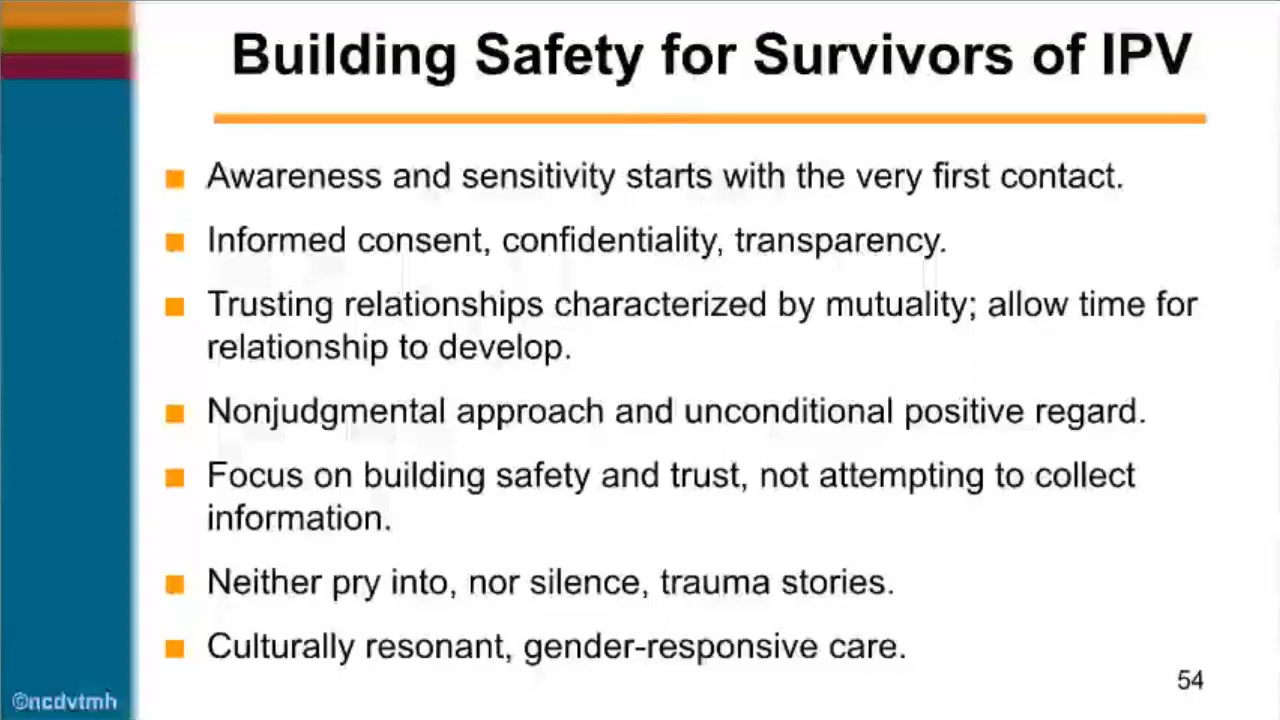 Building Safety for Survivors of IPV
Awareness and sensitivity starts with the very first contact.
Informed consent, confidentiality, transparency.
Trusting relationships characterized by mutuality; allow time for
relationship to develop.
Nonjudgmental approach and unconditional positive regard.
Focus on building safety and trust, not attempting to collect
information.
Neither pry into, nor silence, trauma stories.
Culturally resonant, gender-responsive care.
54
©ncdvtmh